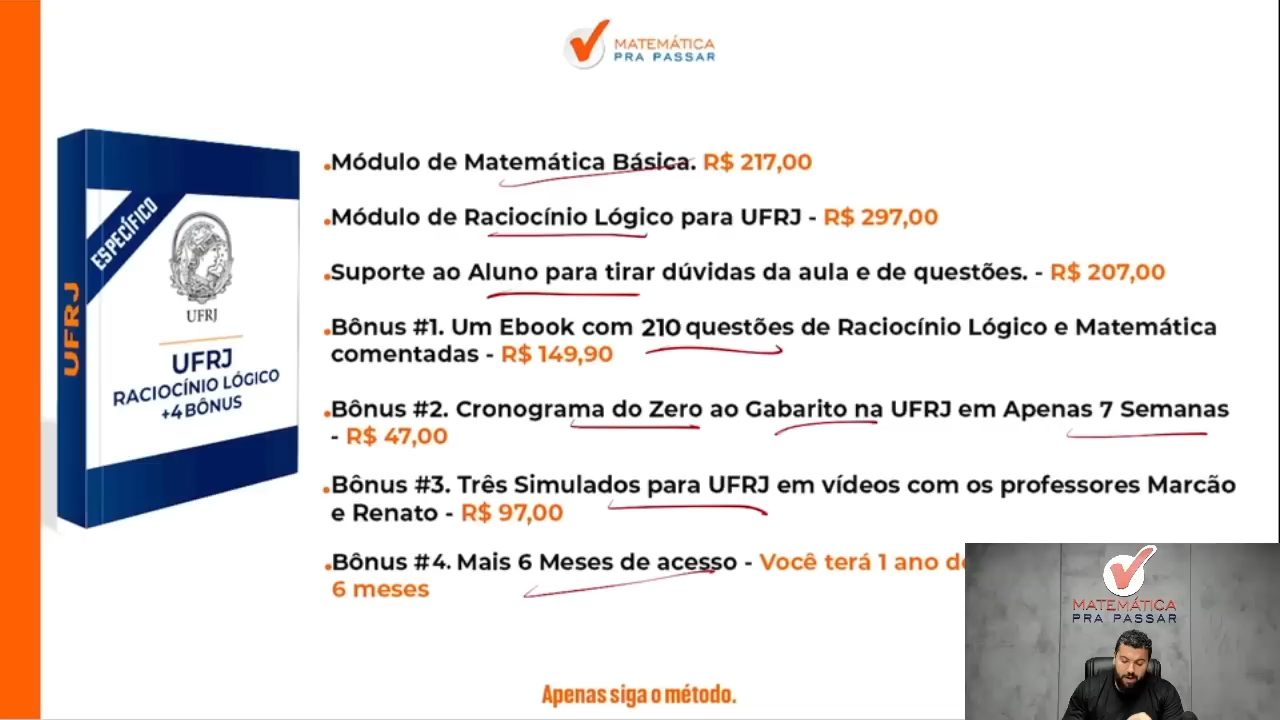 MATEMÁTICA
PRA PASSAR
ESPECÍFICO
UFRJ
UFRJ
UFRJ
RACIOCÍNIO LÓGICO
+4 BÔNUS
.Módulo de Matemática Básica. R$ 217,00
.Módulo de Raciocínio Lógico para UFRJ - R$ 297,00
.Suporte ao Aluno para tirar dúvidas da aula e de questões. - R$ 207,00
.Bônus #1. Um Ebook com 210 questões de Raciocínio Lógico e Matemática
comentadas - R$ 149,90
.Bônus #2. Cronograma do Zero ao Gabarito na UFRJ em Apenas 7 Semanas
- R$ 47,00
.Bônus #3. Três Simulados para UFRJ em vídeos com os professores Marcão
e Renato - R$ 97,00
.Bônus #4. Mais 6 Meses de acesso - Você terá 1 ano
6 meses
MATEMÁTICA
PRA PASSAR
Apenas siga o método.